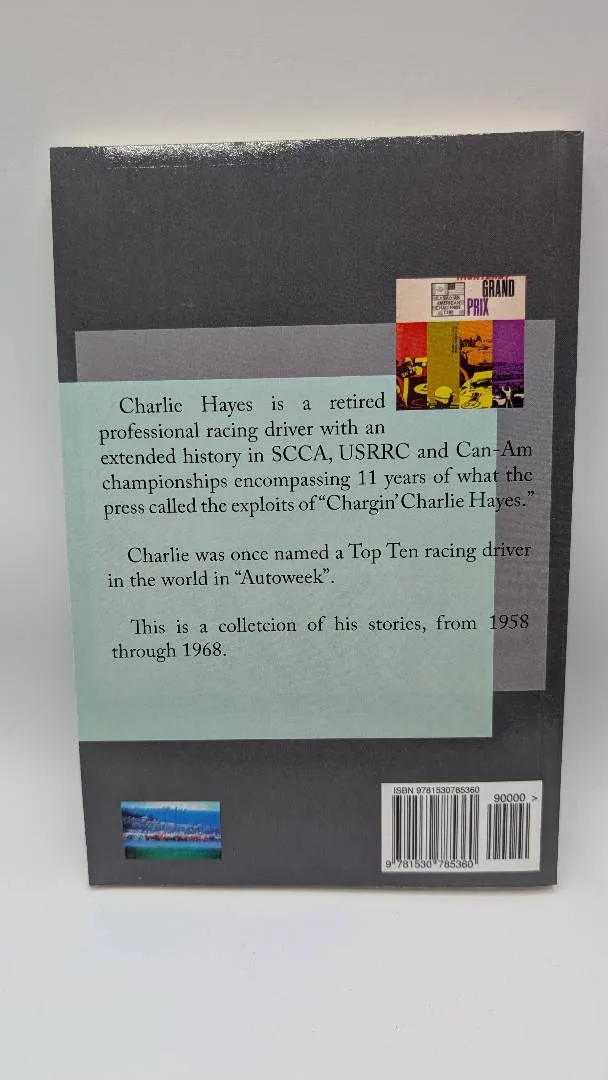 GRAND
PRIX
Charlie Hayes is a retired
professional racing driver with an
extended history in SCCA, USRRC and Can-Am
championships encompassing 11 years of what the
press called the exploits of "Chargin' Charlie Hayes."
Charlie was once named a Top Ten racing driver
in the world in "Autoweek".
This is a colletcion of his stories, from 1958
through 1968.
ISBN 9781530785360
90000 >
9 781530 785360